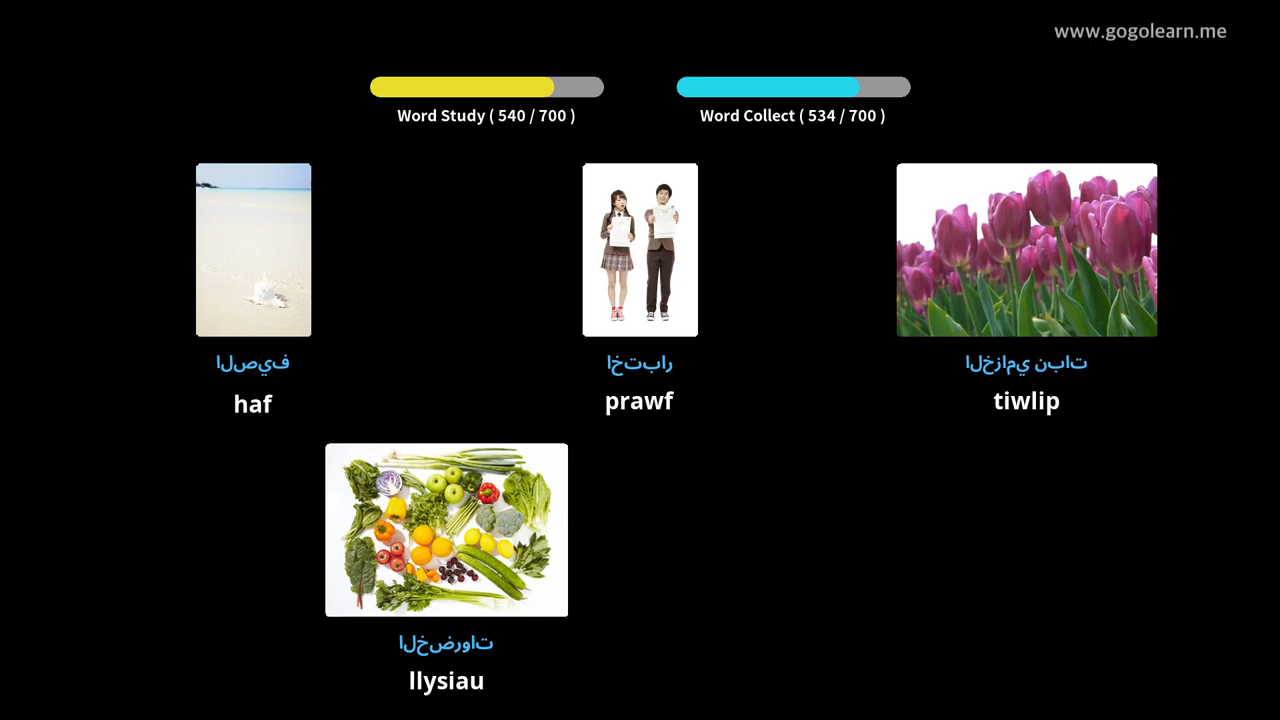 www.gogolearn.me
Word Study ( 540 / 700 )
Word Collect ( 534 / 700 )
الصيف
اختبار
الخزامي نبات
haf
prawf
tiwlip
الخضروات
llysiau